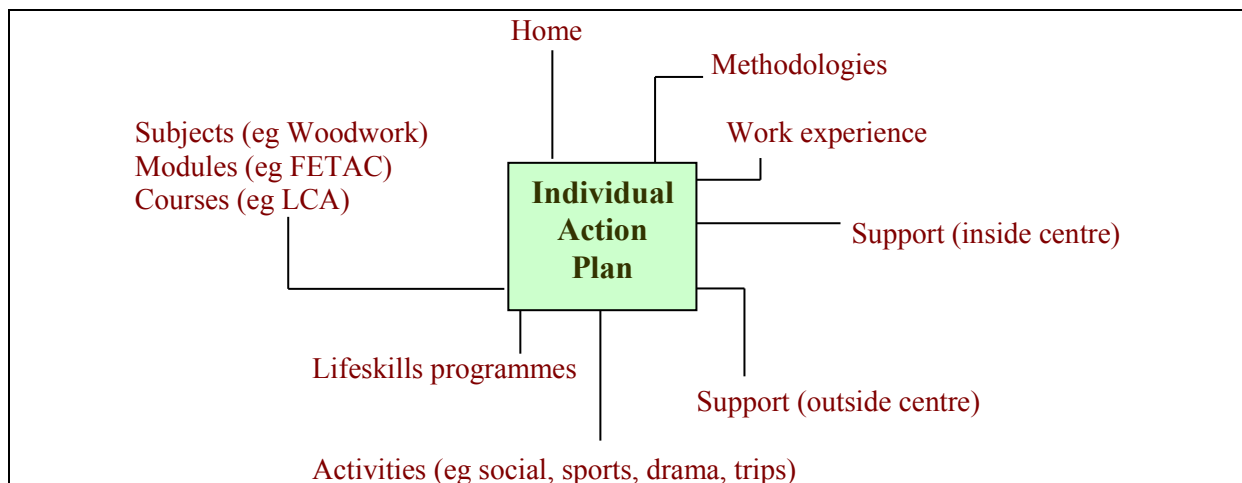 Home
Methodologies
Work experience
Subjects (eg Woodwork)
Modules (eg FETAC)
Courses (eg LCA)
Individual
Action
Plan
Support (inside centre)
Lifeskills programmes
Support (outside centre)
Activities (eg social, sports, drama, trips)